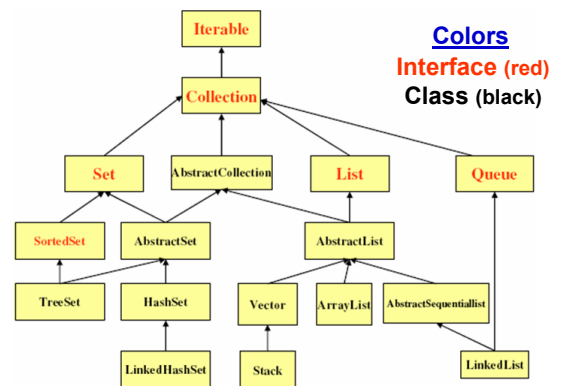 Iterable
Colors
Interface (red)
Class (black)
Collection
Set
AbstractCollection
List
Queue
SortedSet
AbstractSet
AbstractList
TreeSet
HashSet
Vector
ArrayList
AbstractSequentiallist
LinkedHashSet
Stack
LinkedList